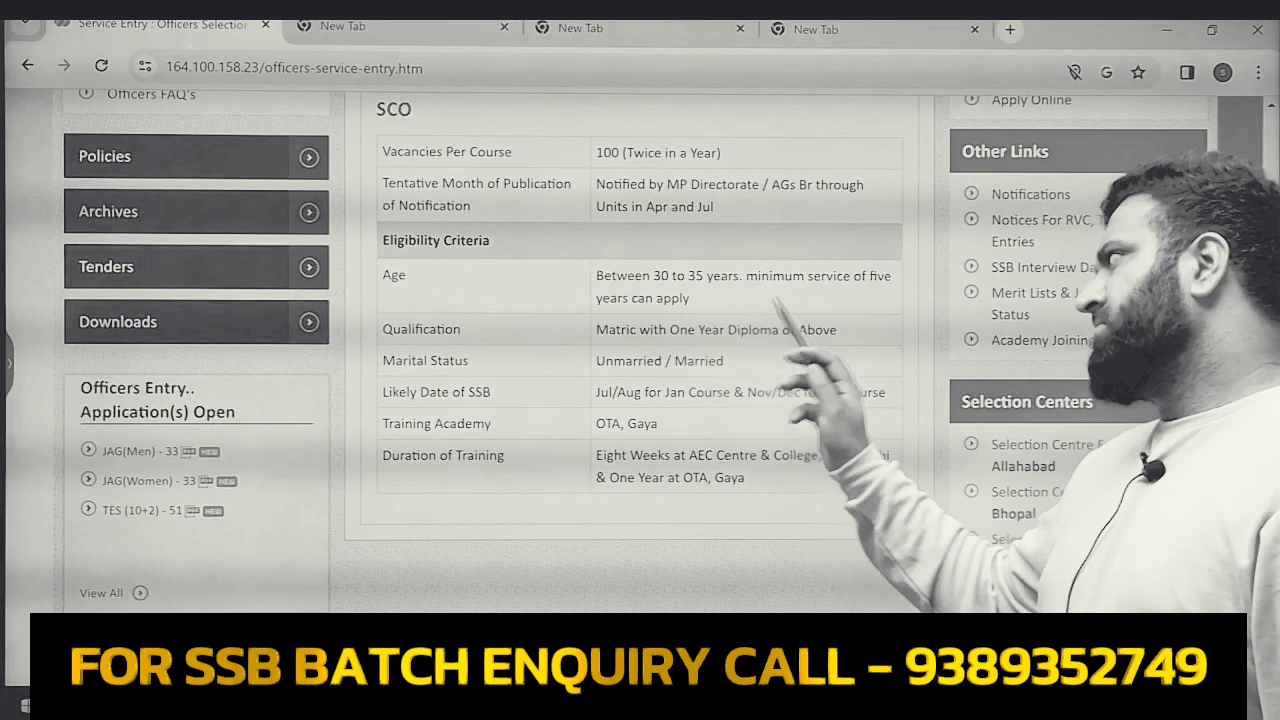 Service Entry : Officers Selection
New Tab
New Tab
New Tab
164.100.158.23/officers-service-entry.htm
G
S
Officers FAQ's
Policies
Archives
Tenders
Downloads
Officers Entry..
Application(s) Open
JAG(Men) - 33 NEW
JAG(Women) - 33 NEW
TES (10+2) - 51 NEW
View All
SCO
Vacancies Per Course
100 (Twice in a Year)
Tentative Month of Publication
of Notification
Notified by MP Directorate / AGs Br through
Units in Apr and Jul
Eligibility Criteria
Age
Between 30 to 35 years. minimum service of five
years can apply
Qualification
Matric with One Year Diploma or Above
Marital Status
Unmarried / Married
Likely Date of SSB
Jul/Aug for Jan Course & Nov/Dec
Training Academy
OTA, Gaya
Duration of Training
Eight Weeks at AEC Centre & College,
& One Year at OTA, Gaya
Apply Online
Other Links
Notifications
Notices For RVC,
Entries
SSB Interview
Merit Lists &
Status
Academy Joining
Selection Centers
Selection Centre
Allahabad
Selection
Bhopal
FOR SSB BATCH ENQUIRY CALL – 9389352749